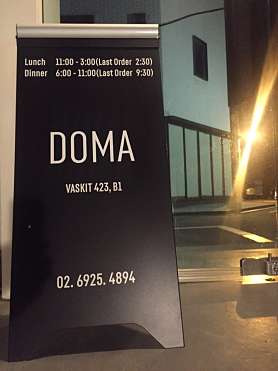 Lunch 11:00 - 3:00(Last Order 2:30)
Dinner 6:00 - 11:00(Last Order 9:30)
DOMA
VASKIT 423, B1
02. 6925. 4894